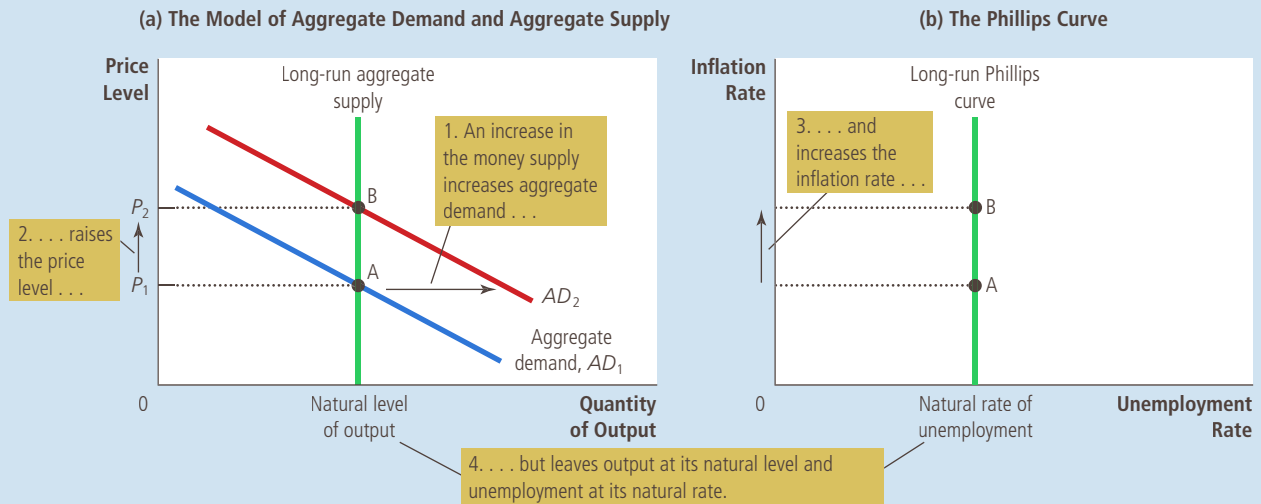 (a) The Model of Aggregate Demand and Aggregate Supply
Price
Level
Long-run aggregate
supply
1. An increase in
the money supply
increases aggregate
demand . . .
2. . . . raises
the price
level . . .
P2
P1
B
A
AD2
Aggregate
demand, AD1
0
Natural level
of output
Quantity
of Output
(b) The Phillips Curve
Inflation
Rate
Long-run Phillips
curve
3. . . . and
increases the
inflation rate . . .
B
A
0
Natural rate of
unemployment
Unemployment
Rate
4. . . . but leaves output at its natural level and
unemployment at its natural rate.